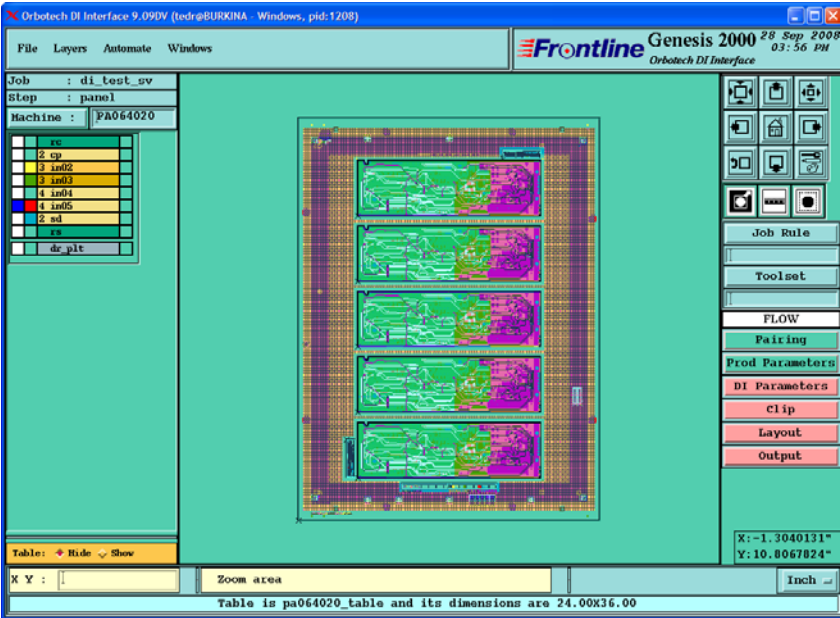 Orbotech DI Interface 9.09DV (tedr@BURKINA - Windows, pid:1208)
File Layers Automate Windows
Frontline
Genesis 2000
Orbotech DI Interface
28 Sep 2008
03:56 PM
Job : di_test_sv
Step : panel
Machine : PA064020
rc
2 cp
3 in02
3 in03
4 in04
4 in05
2 sd
rs
dr_plt
Job Rule
Toolset
FLOW
Pairing
Prod Parameters
DI Parameters
Clip
Layout
Output
X:-1.3040131"
Y:10.8067824"
Table: Hide Show
X Y :
Zoom area
Inch
Table is pa064020_table and its dimensions are 24.00X36.00